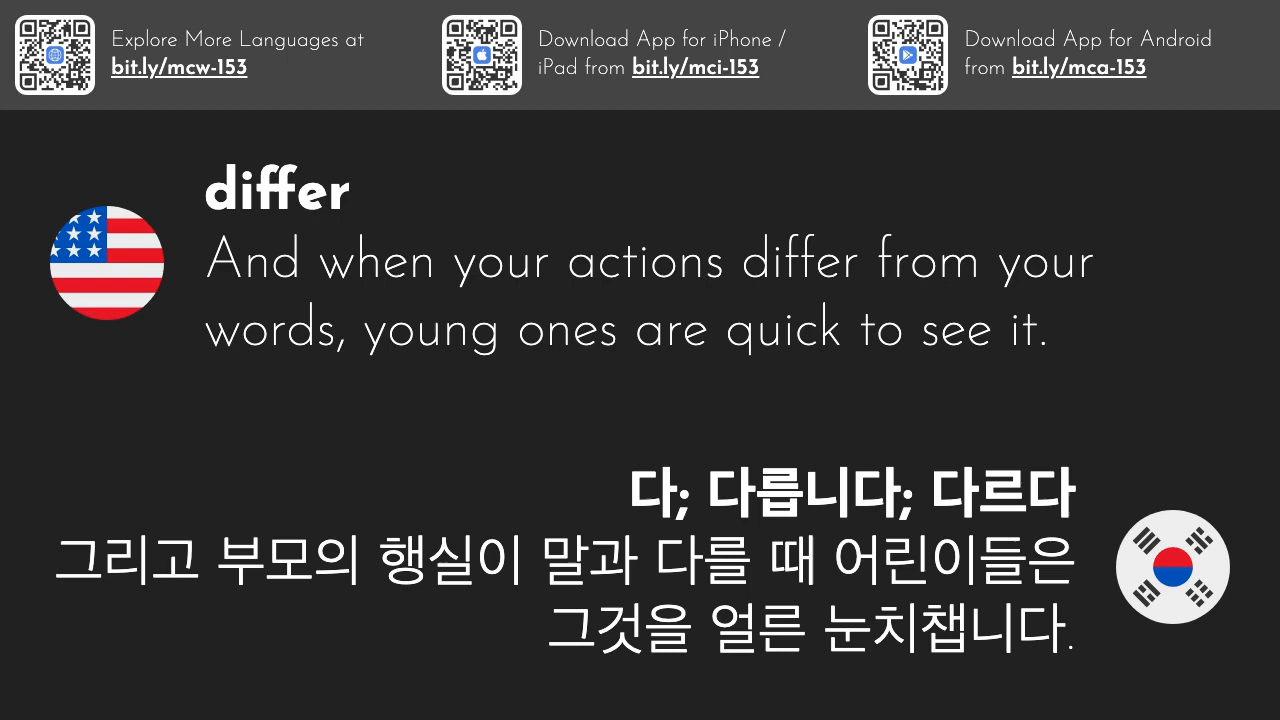 Explore More Languages at
bit.ly/mcw-153
Download App for iPhone /
iPad from bit.ly/mci-153
Download App for Android
from bit.ly/mca-153
differ
And when your actions differ from your
words, young ones are quick to see it.
다; 다릅니다; 다르다
그리고 부모의 행실이 말과 다를 때 어린이들은
그것을 얼른 눈치챕니다.